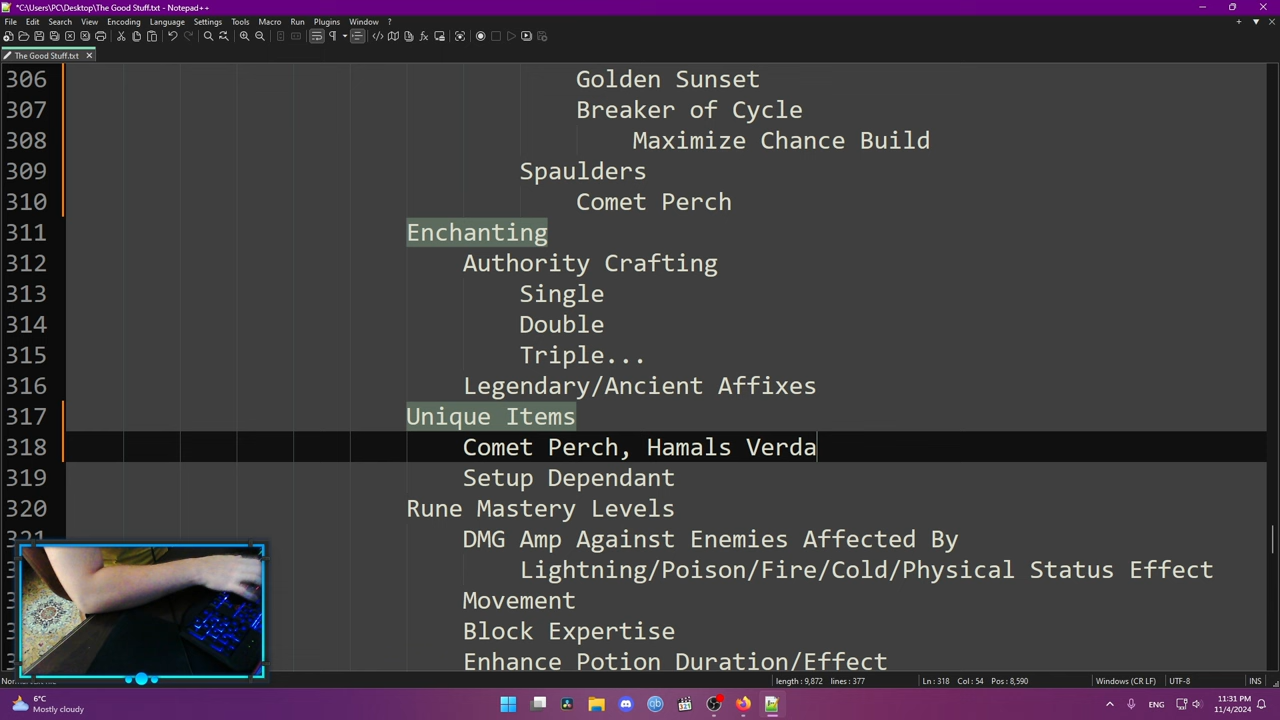 *C:\Users\PC\Desktop\The Good Stuff.txt - Notepad++
File Edit Search View Encoding Language Settings Tools Macro Run Plugins Window ?
The Good Stuff.txt
306 Golden Sunset
307 Breaker of Cycle
308 Maximize Chance Build
309 Spaulders
310 Comet Perch
311 Enchanting
312 Authority Crafting
313 Single
314 Double
315 Triple...
316 Legendary/Ancient Affixes
317 Unique Items
318 Comet Perch, Hamals Verda
319 Setup Dependant
320 Rune Mastery Levels
DMG Amp Against Enemies Affected By
Lightning/Poison/Fire/Cold/Physical Status Effect
Movement
Block Expertise
Enhance Potion Duration/Effect
length : 9,872 lines : 377 Ln : 318 Col : 54 Pos : 8,590 Windows (CR LF) UTF-8 INS
6°C
Mostly cloudy
ENG
11:31 PM
11/4/2024